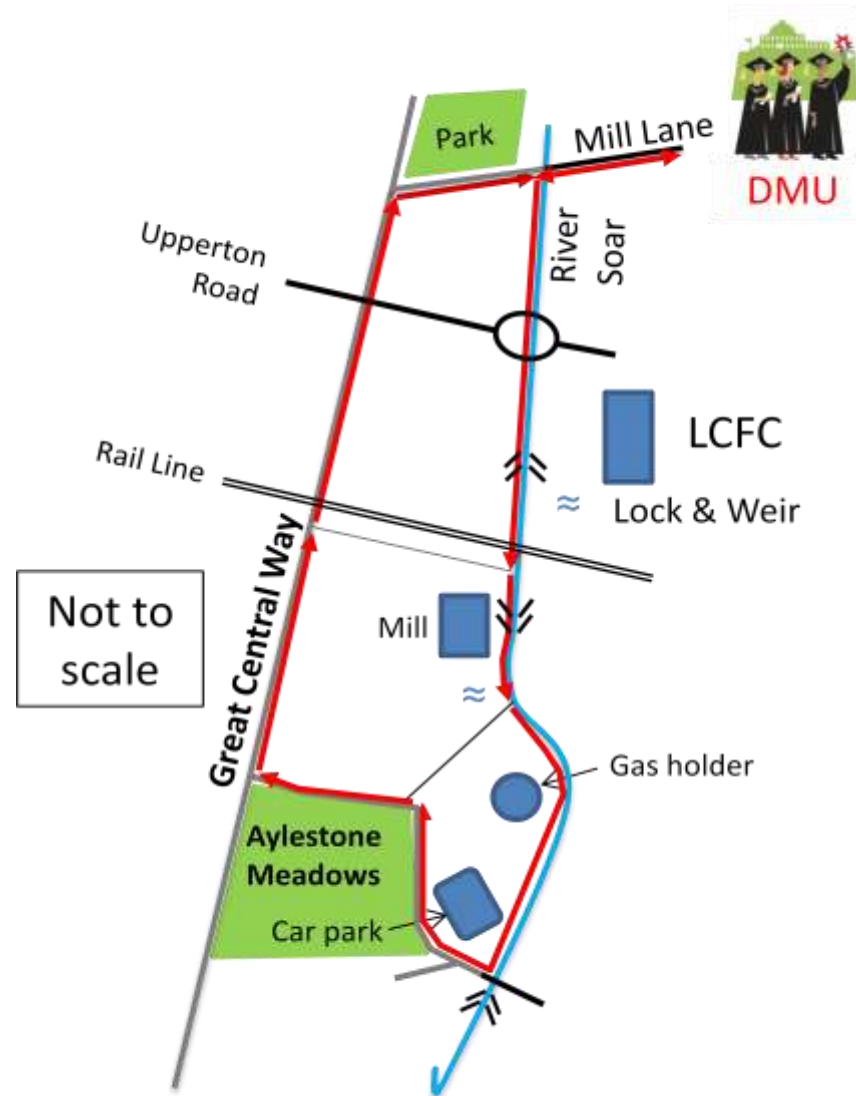 Park
Mill Lane
DMU
Upperton
Road
River
Soar
LCFC
Rail Line
Lock & Weir
Great Central Way
Not to
scale
Mill
Gas holder
Aylestone
Meadows
Car park